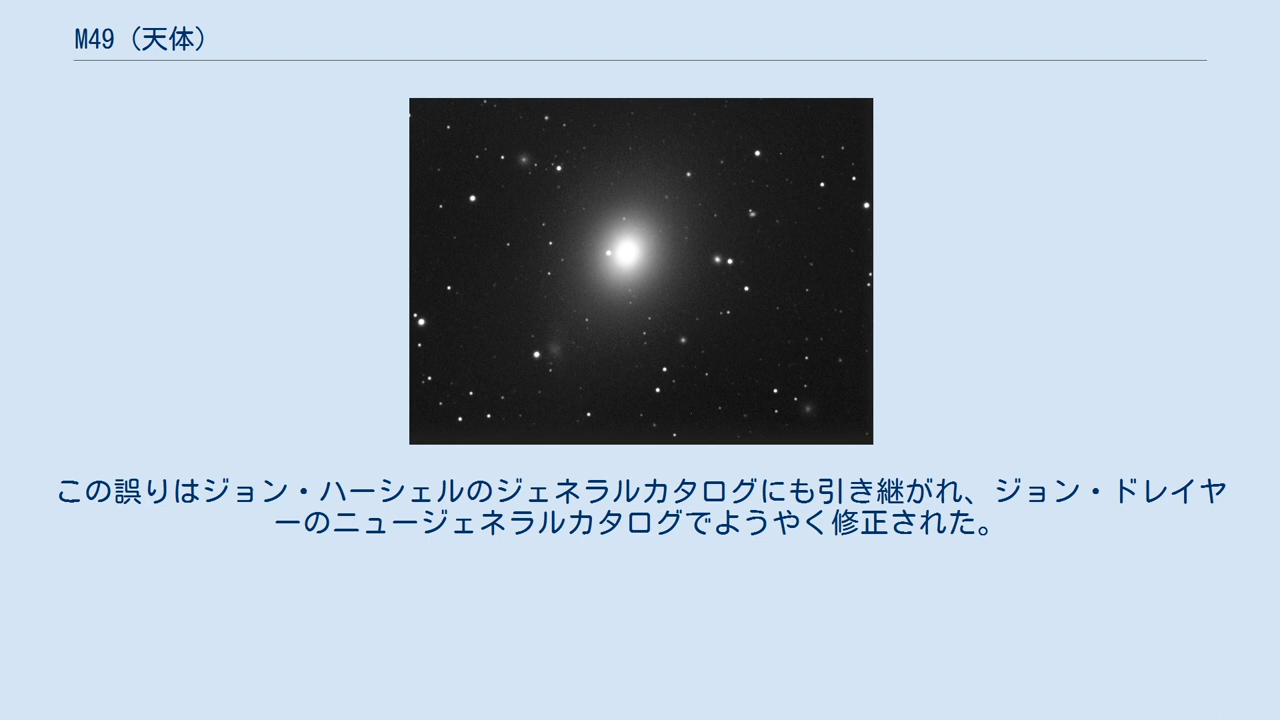 M49（天体）
この誤りはジョン・ハーシェルのジェネラルカタログにも引き継がれ、ジョン・ドレイヤ
ーのニュージェネラルカタログでようやく修正された。